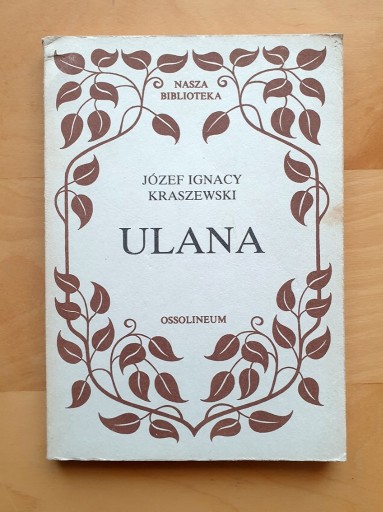 NASZA
BIBLIOTEKA
JÓZEF IGNACY
KRASZEWSKI
ULANA
OSSOLINEUM